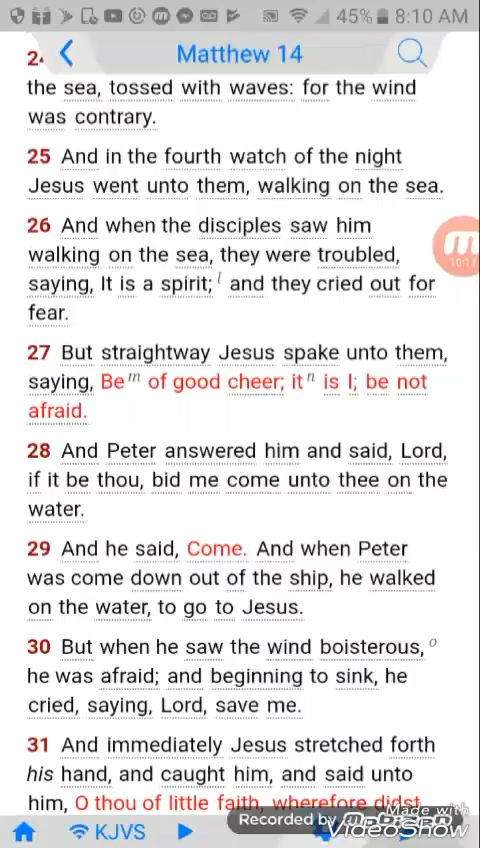 45% 8:10 AM
Matthew 14
the sea, tossed with waves: for the wind
was contrary.
25 And in the fourth watch of the night
Jesus went unto them, walking on the sea.
26 And when the disciples saw him
walking on the sea, they were troubled,
saying, It is a spirit; l and they cried out for
fear.
27 But straightway Jesus spake unto them,
saying, Be m of good cheer; it n is I; be not
afraid.
28 And Peter answered him and said, Lord,
if it be thou, bid me come unto thee on the
water.
29 And he said, Come. And when Peter
was come down out of the ship, he walked
on the water, to go to Jesus.
30 But when he saw the wind boisterous, o
he was afraid; and beginning to sink, he
cried, saying, Lord, save me.
31 And immediately Jesus stretched forth
his hand, and caught him, and said unto
him, O thou of little faith, wherefore didst
Made with
Recorded by
VideoShow
KJVS